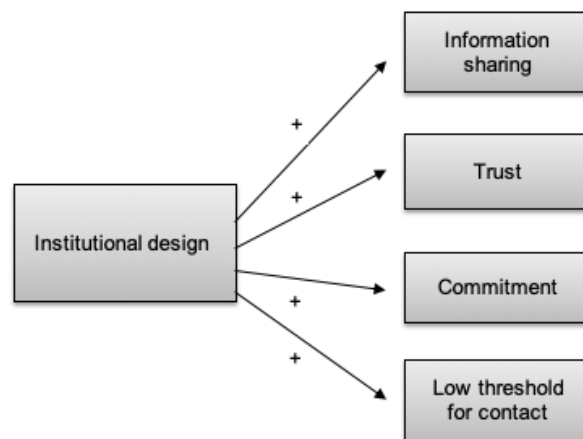 Information
sharing
+
+
Trust
Institutional design
Commitment
+
+
Low threshold
for contact